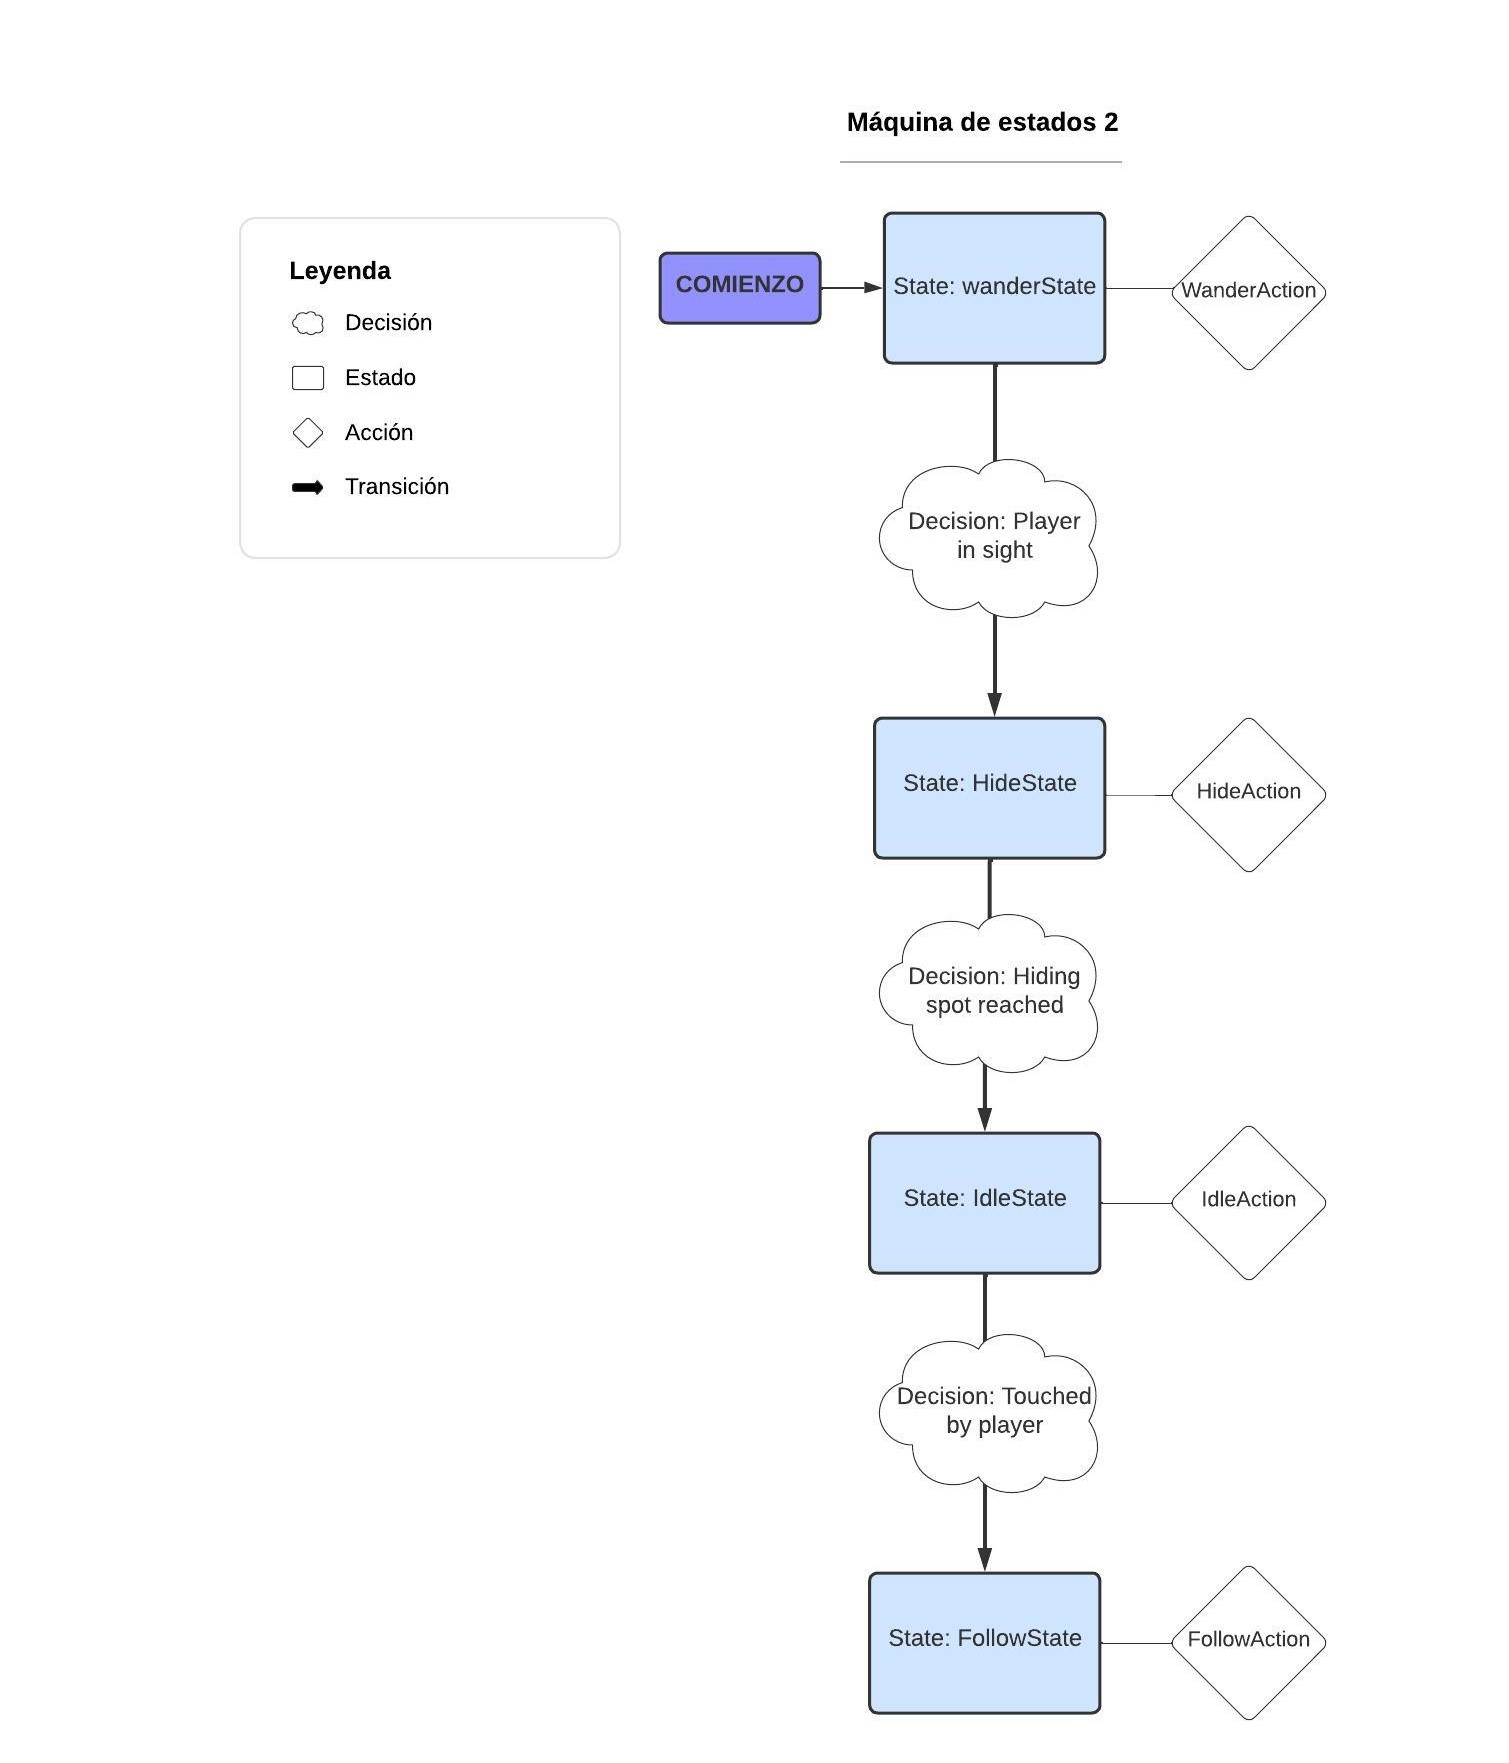 Máquina de estados 2
Leyenda
Decisión
Estado
Acción
Transición
COMIENZO
State: wanderState
WanderAction
Decision: Player
in sight
State: HideState
HideAction
Decision: Hiding
spot reached
State: IdleState
IdleAction
Decision: Touched
by player
State: FollowState
FollowAction